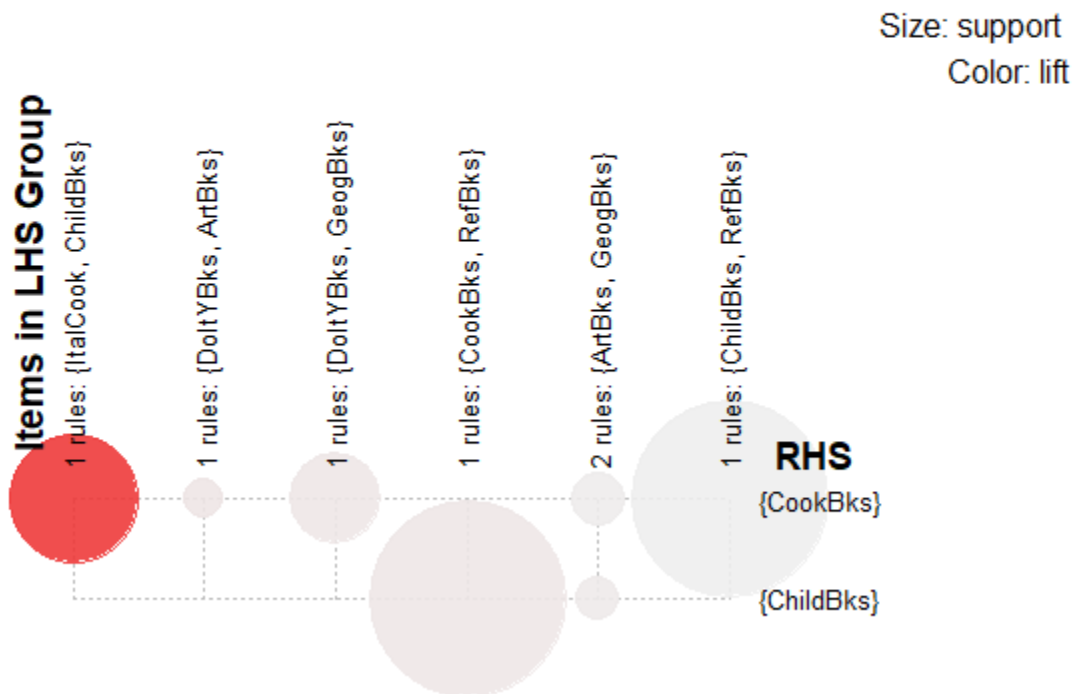 Size: support
Color: lift
Items in LHS Group
1 rules: {ItalCook, ChildBks}
1 rules: {DoItYBks, ArtBks}
1 rules: {DoItYBks, GeogBks}
1 rules: {CookBks, RefBks}
2 rules: {ArtBks, GeogBks}
1 rules: {ChildBks, RefBks}
RHS
{CookBks}
{ChildBks}